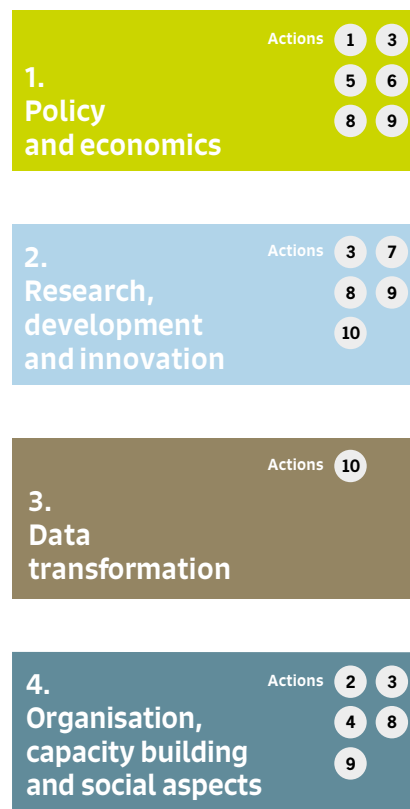 Actions 1 3
1. 5 6
Policy 8 9
and economics
Actions 3 7
2.
Research, 8 9
development 10
and innovation
Actions 10
3.
Data
transformation
4. Actions 2 3
Organisation, 4 8
capacity building 9
and social aspects